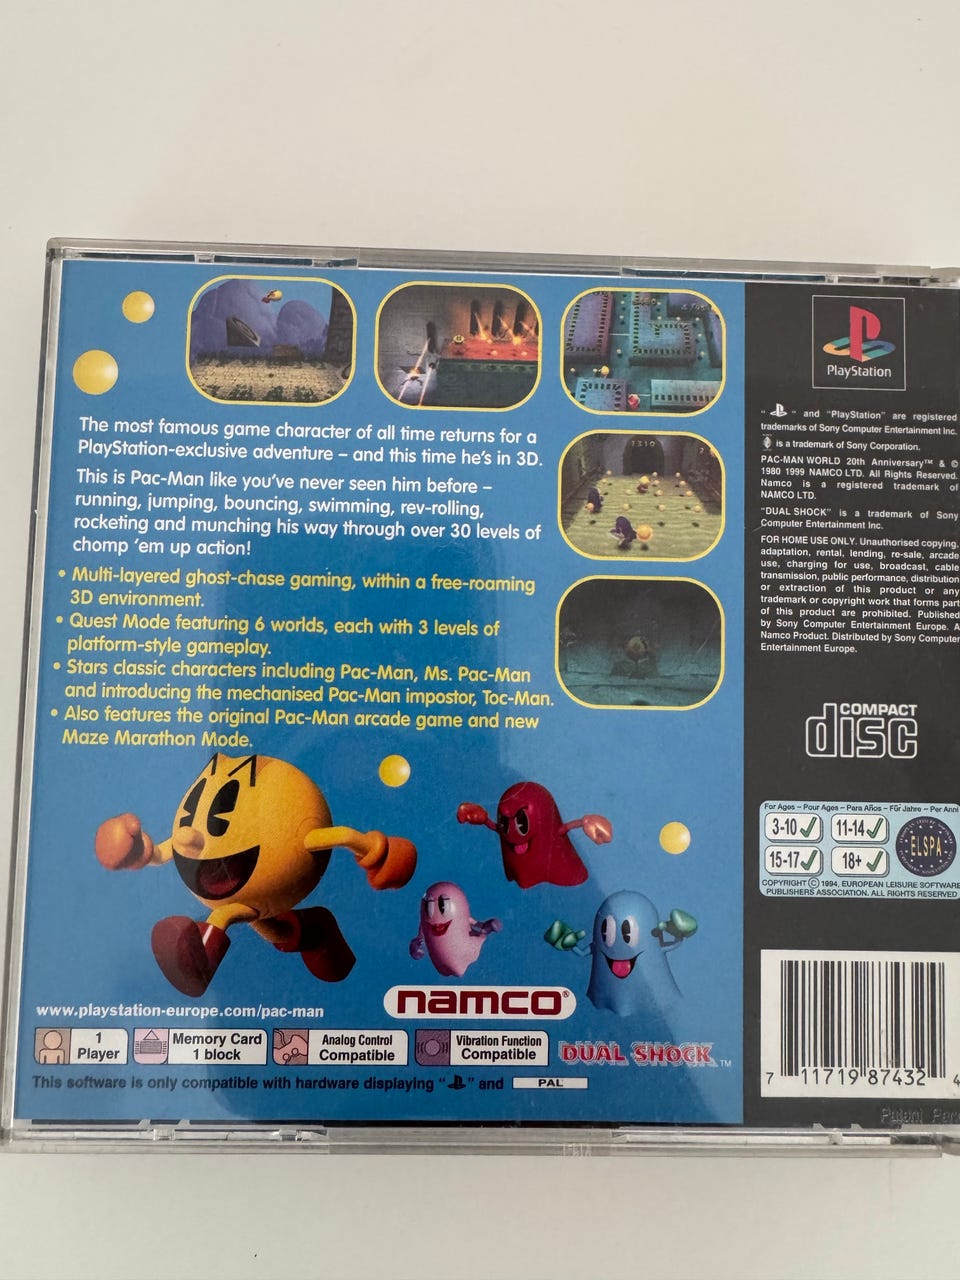 The most famous game character of all time returns for a
PlayStation-exclusive adventure – and this time he's in 3D.
This is Pac-Man like you've never seen him before –
running, jumping, bouncing, swimming, rev-rolling,
rocketing and munching his way through over 30 levels of
chomp 'em up action!
• Multi-layered ghost-chase gaming, within a free-roaming
3D environment.
• Quest Mode featuring 6 worlds, each with 3 levels of
platform-style gameplay.
• Stars classic characters including Pac-Man, Ms. Pac-Man
and introducing the mechanised Pac-Man impostor, Toc-Man.
• Also features the original Pac-Man arcade game and new
Maze Marathon Mode.
1310
www.playstation-europe.com/pac-man
namco®
1
Player
Memory Card
1 block
Analog Control
Compatible
Vibration Function
Compatible
DUAL SHOCK™
This software is only compatible with hardware displaying " " and PAL
PlayStation
" " and "PlayStation" are registered
trademarks of Sony Computer Entertainment Inc.
is a trademark of Sony Corporation.
PAC-MAN WORLD 20th Anniversary™ & ©
1980 1999 NAMCO LTD. All Rights Reserved.
Namco is a registered trademark of
NAMCO LTD.
"DUAL SHOCK" is a trademark of Sony
Computer Entertainment Inc.
FOR HOME USE ONLY. Unauthorised copying,
adaptation, rental, lending, re-sale, arcade
use, charging for use, broadcast, cable
transmission, public performance, distribution
or extraction of this product or any
trademark or copyright work that forms part
of this product are prohibited. Published
by Sony Computer Entertainment Europe. A
Namco Product. Distributed by Sony Computer
Entertainment Europe.
COMPACT
disc
For Ages – Pour Ages – Para Años – Für Jahre – Per Anni
3-10 ✓ 11-14 ✓
15-17 ✓ 18+ ✓
ELSPA
COPYRIGHT © 1994, EUROPEAN LEISURE SOFTWARE
PUBLISHERS ASSOCIATION. ALL RIGHTS RESERVED
7 11719 87432 4
Patent